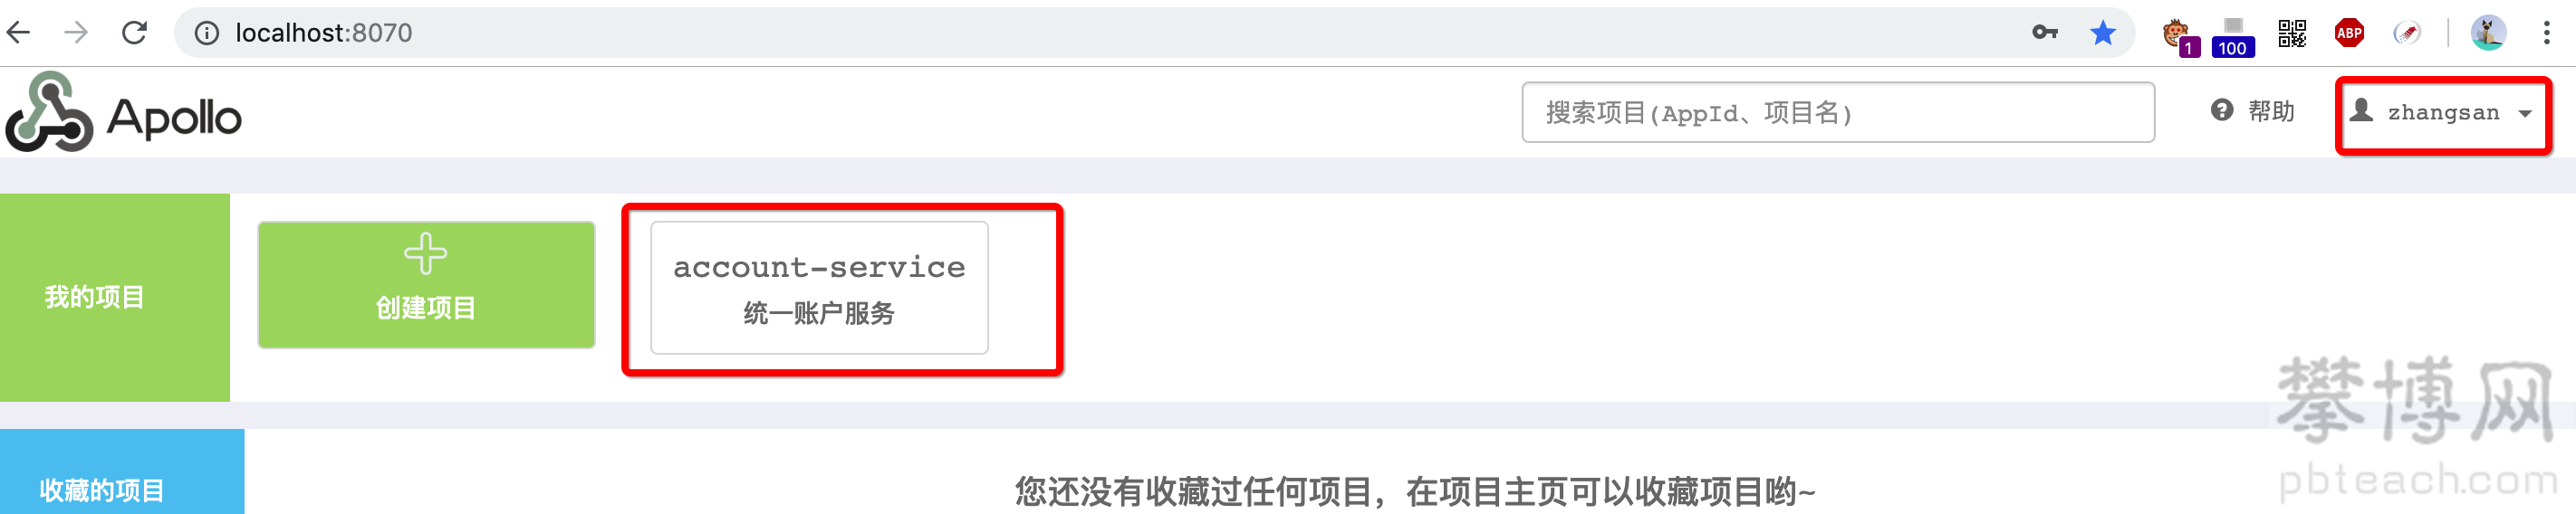 localhost:8070
1
100
ABP
Apollo
搜索项目(AppId、项目名)
帮助
zhangsan
我的项目
创建项目
account-service
统一账户服务
收藏的项目
您还没有收藏过任何项目，在项目主页可以收藏项目哟~
攀博网
pbteach.com